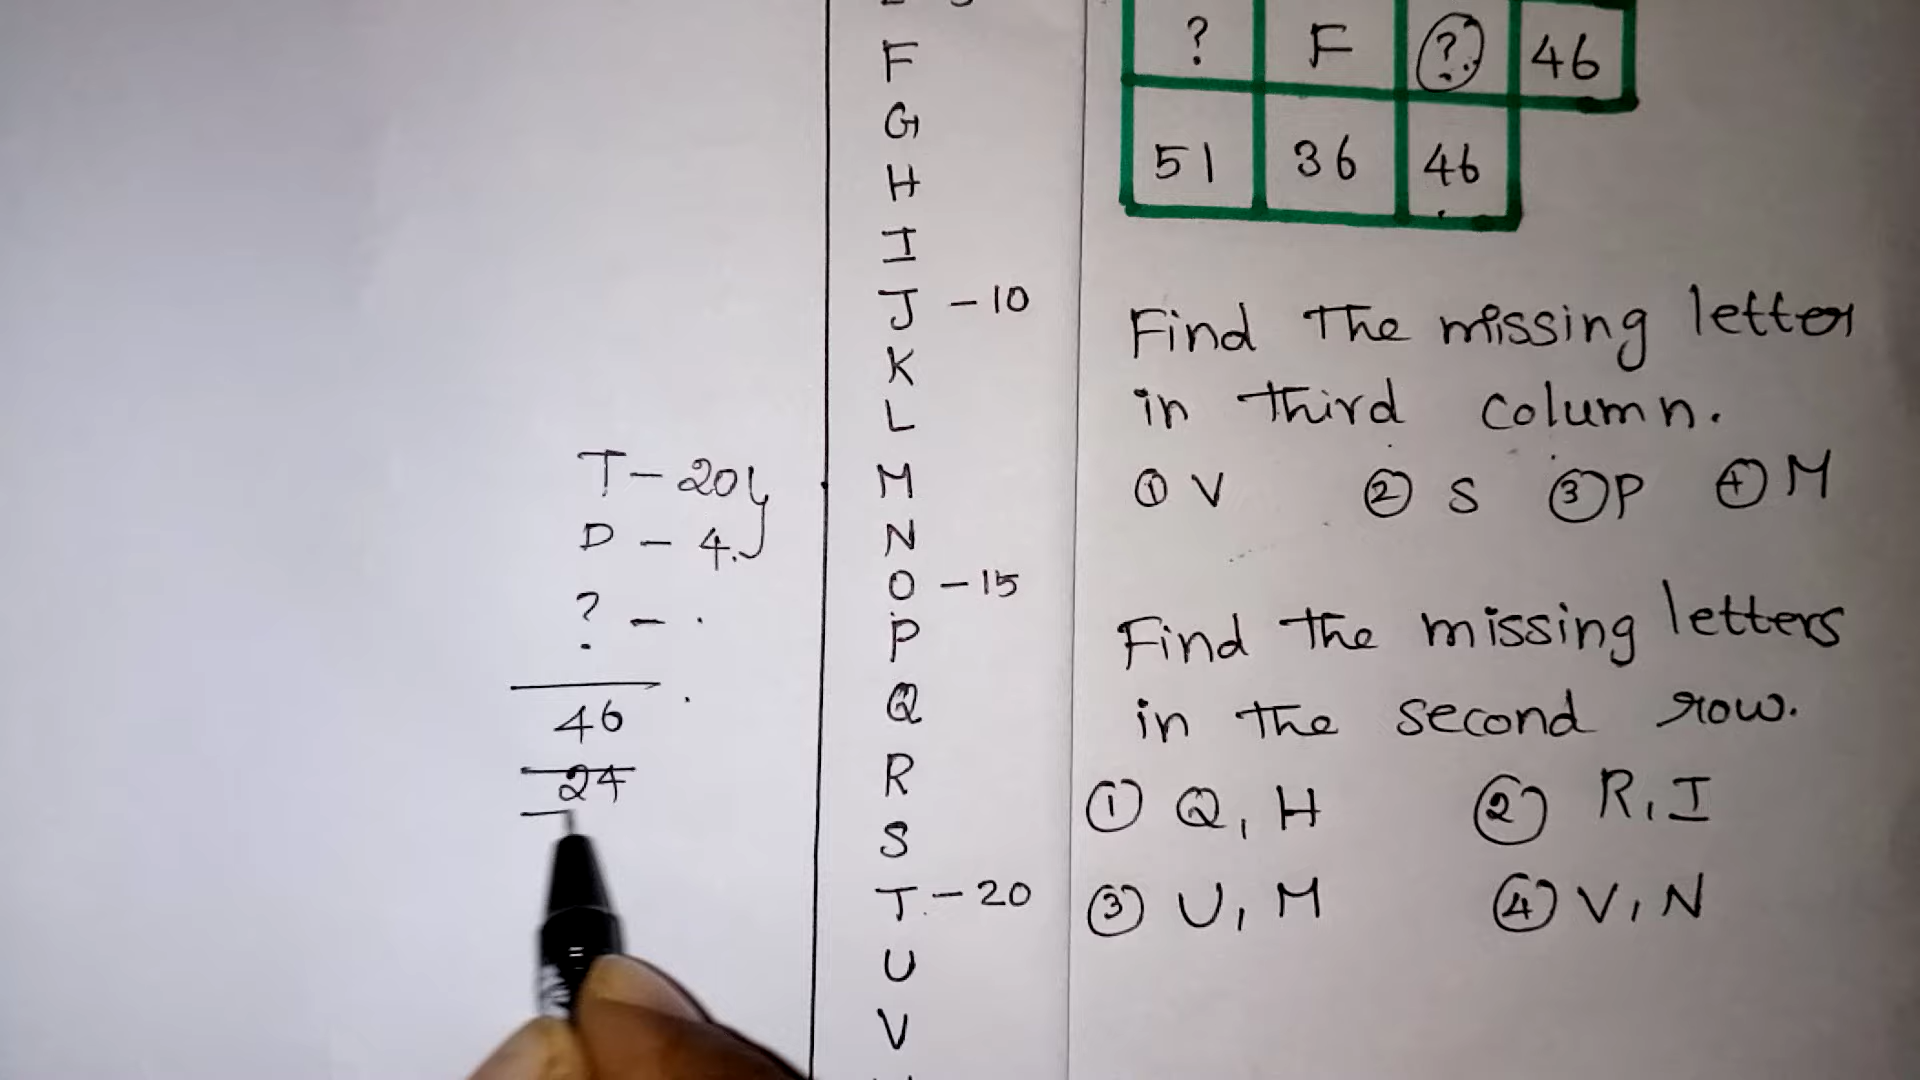 T - 20
D - 4.
? - .
46
24
F
G
H
I
J - 10
K
L
M
N
O - 15
P
Q
R
S
T - 20
U
V
? F ? 46
51 36 46
Find The missing letter
in third column.
① V ② S ③ P ④ M
Find the missing letters
in the second row.
① Q, H ② R, I
③ U, M ④ V, N